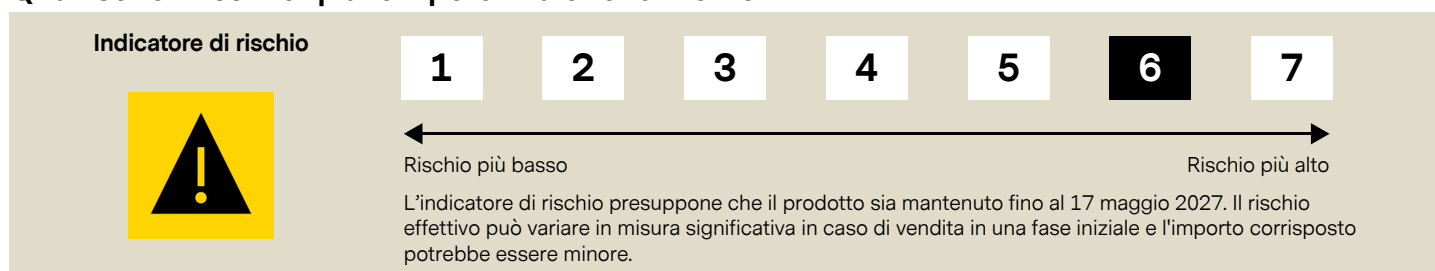 Indicatore di rischio
1 2 3 4 5 6 7
Rischio più basso Rischio più alto
L'indicatore di rischio presuppone che il prodotto sia mantenuto fino al 17 maggio 2027. Il rischio
effettivo può variare in misura significativa in caso di vendita in una fase iniziale e l'importo corrisposto
potrebbe essere minore.